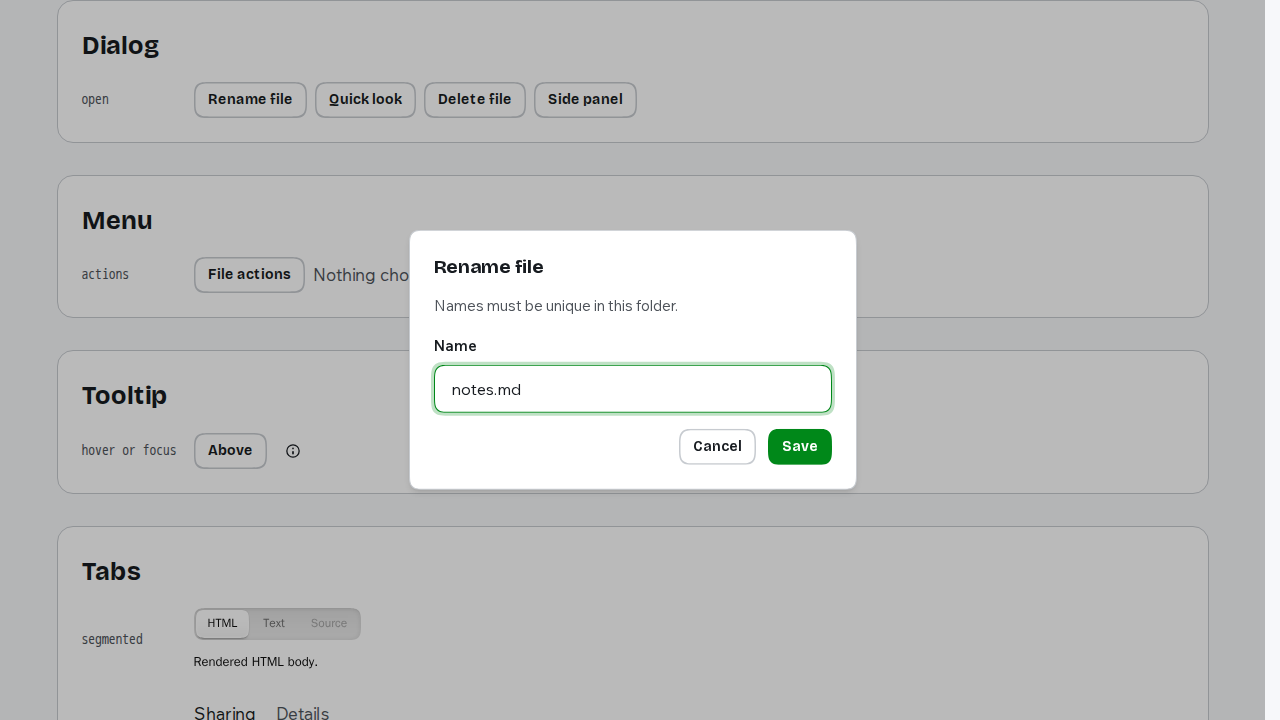 Dialog
open
Rename file
Quick look
Delete file
Side panel
Menu
actions
File actions
Nothing cho
Rename file
Names must be unique in this folder.
Name
notes.md
Cancel
Save
Tooltip
hover or focus
Above
Tabs
segmented
HTML
Text
Source
Rendered HTML body.
Sharing
Details